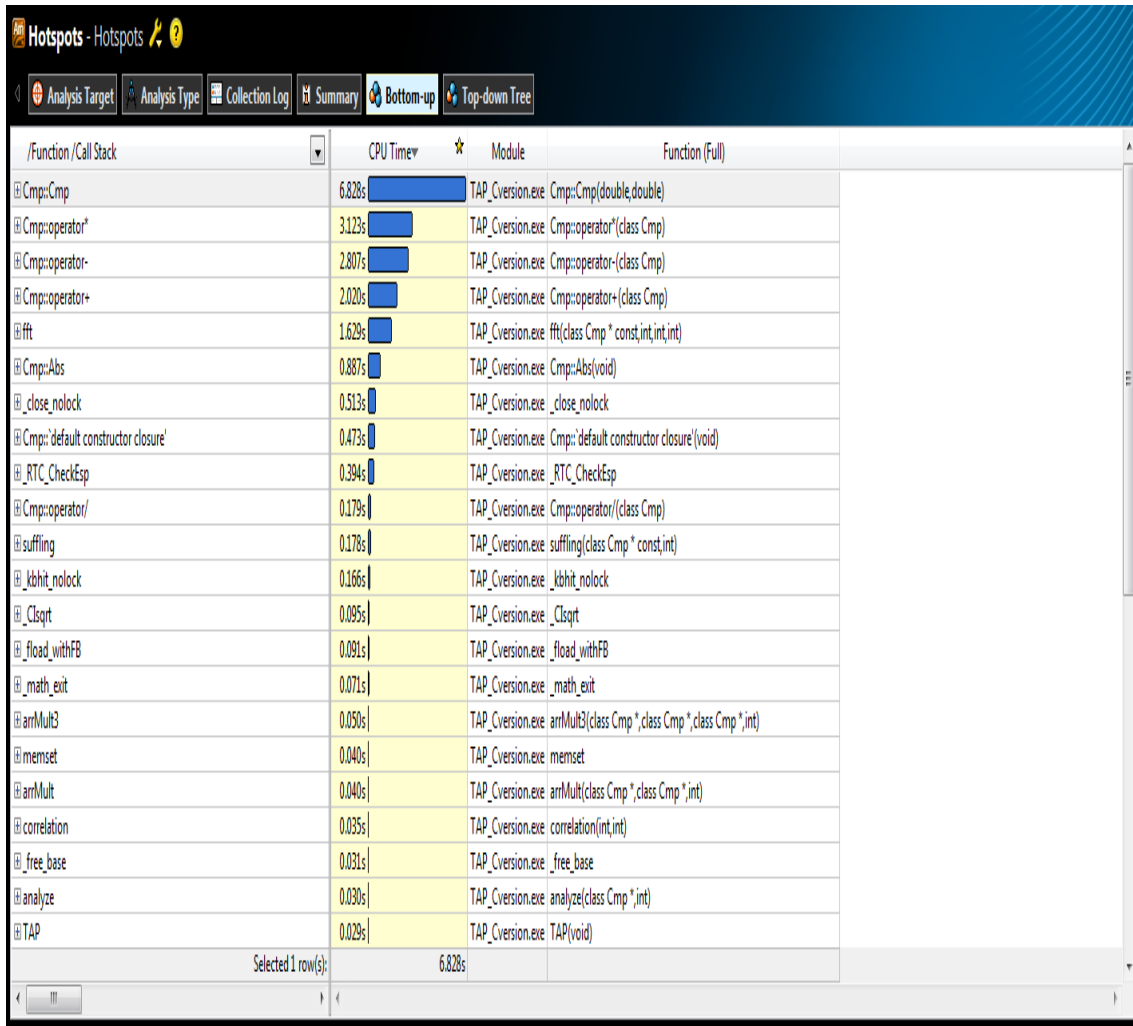 Hotspots - Hotspots
Analysis Target Analysis Type Collection Log Summary Bottom-up Top-down Tree
/Function /Call Stack CPU Time Module Function (Full)
Cmp::Cmp 6.828s TAP_Cversion.exe Cmp::Cmp(double,double)
Cmp::operator* 3.123s TAP_Cversion.exe Cmp::operator*(class Cmp)
Cmp::operator- 2.807s TAP_Cversion.exe Cmp::operator-(class Cmp)
Cmp::operator+ 2.020s TAP_Cversion.exe Cmp::operator+(class Cmp)
fft 1.629s TAP_Cversion.exe fft(class Cmp * const,int,int,int)
Cmp::Abs 0.887s TAP_Cversion.exe Cmp::Abs(void)
_close_nolock 0.513s TAP_Cversion.exe _close_nolock
Cmp::`default constructor closure' 0.473s TAP_Cversion.exe Cmp::`default constructor closure'(void)
_RTC_CheckEsp 0.394s TAP_Cversion.exe _RTC_CheckEsp
Cmp::operator/ 0.179s TAP_Cversion.exe Cmp::operator/(class Cmp)
suffling 0.178s TAP_Cversion.exe suffling(class Cmp * const,int)
_kbhit_nolock 0.166s TAP_Cversion.exe _kbhit_nolock
_CIsqrt 0.095s TAP_Cversion.exe _CIsqrt
_fload_withFB 0.091s TAP_Cversion.exe _fload_withFB
_math_exit 0.071s TAP_Cversion.exe _math_exit
arrMult3 0.050s TAP_Cversion.exe arrMult3(class Cmp *,class Cmp *,class Cmp *,int)
memset 0.040s TAP_Cversion.exe memset
arrMult 0.040s TAP_Cversion.exe arrMult(class Cmp *,class Cmp *,int)
correlation 0.035s TAP_Cversion.exe correlation(int,int)
_free_base 0.031s TAP_Cversion.exe _free_base
analyze 0.030s TAP_Cversion.exe analyze(class Cmp *,int)
TAP 0.029s TAP_Cversion.exe TAP(void)
Selected 1 row(s): 6.828s